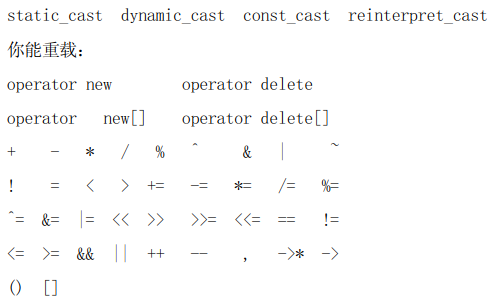 static_cast dynamic_cast const_cast reinterpret_cast
你能重载：
operator new operator delete
operator new[] operator delete[]
+ - * / % ^ & | ~
! = < > += -= *= /= %=
^= &= |= << >> >>= <<= == !=
<= >= && || ++ -- , ->* ->
() []